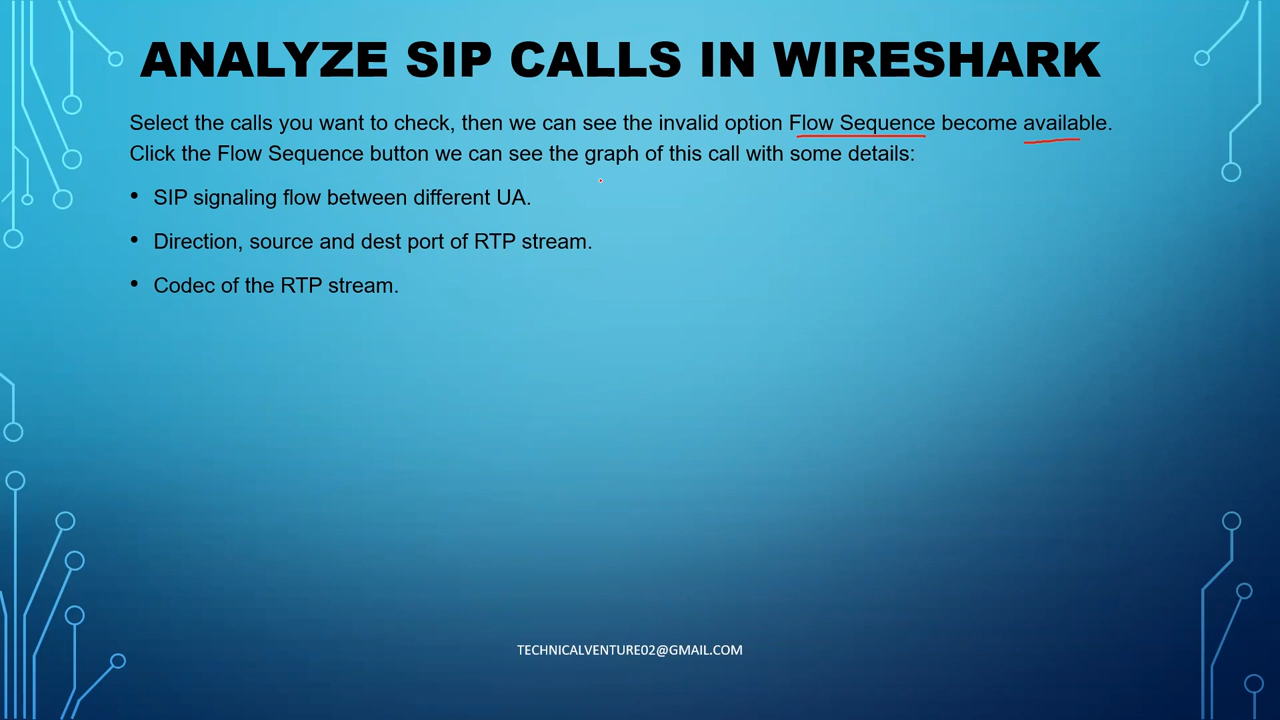 ANALYZE SIP CALLS IN WIRESHARK
Select the calls you want to check, then we can see the invalid option Flow Sequence become available.
Click the Flow Sequence button we can see the graph of this call with some details:
• SIP signaling flow between different UA.
• Direction, source and dest port of RTP stream.
• Codec of the RTP stream.
TECHNICALVENTURE02@GMAIL.COM